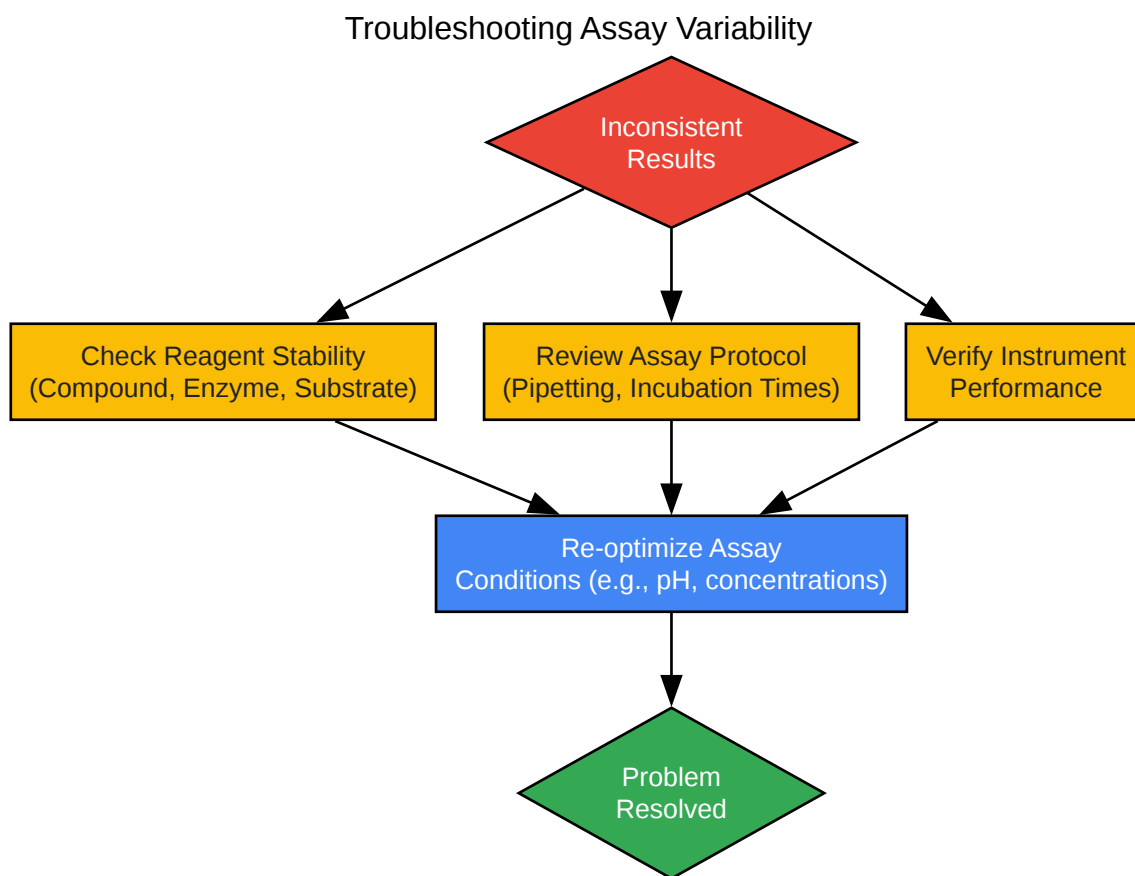 Troubleshooting Assay Variability
Inconsistent
Results
Check Reagent Stability
(Compound, Enzyme, Substrate)
Review Assay Protocol
(Pipetting, Incubation Times)
Verify Instrument
Performance
Re-optimize Assay
Conditions (e.g., pH, concentrations)
Problem
Resolved